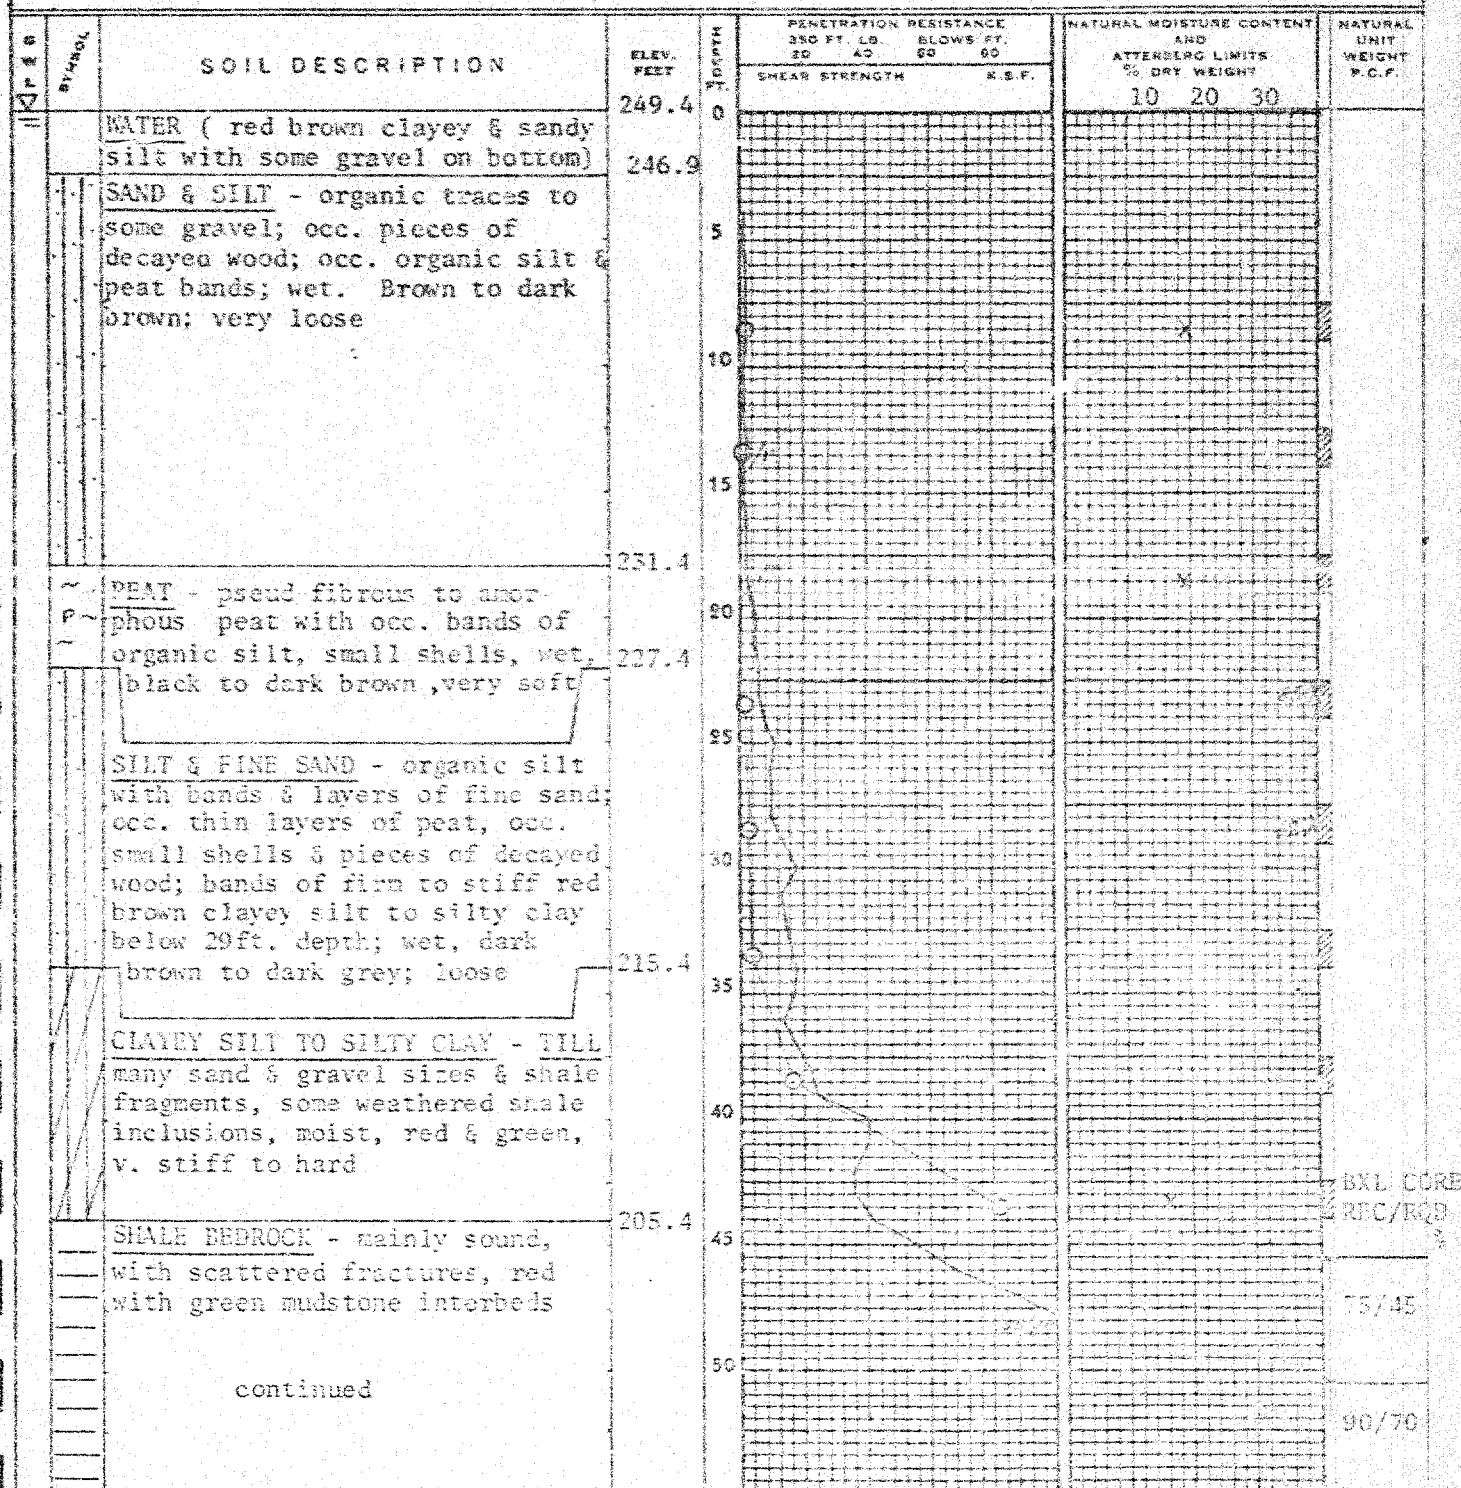 SYMBOL
SOIL DESCRIPTION
ELEV. FEET
249.4
DEPTH FT.
PENETRATION RESISTANCE
350 FT. LB. BLOWS FT.
20 40 60 80
SHEAR STRENGTH K.S.F.
NATURAL MOISTURE CONTENT
AND
ATTERBERG LIMITS
% DRY WEIGHT
10 20 30
NATURAL
UNIT
WEIGHT
P.C.F.
0
WATER ( red brown clayey & sandy
silt with some gravel on bottom)
246.9
SAND & SILT - organic traces to
some gravel; occ. pieces of
decayed wood; occ. organic silt &
peat bands; wet. Brown to dark
brown; very loose
5
10
15
231.4
PEAT - pseud fibrous to amor-
P
phous peat with occ. bands of
organic silt, small shells, wet,
227.4
black to dark brown ,very soft
20
25
SILT & FINE SAND - organic silt
with bands & layers of fine sand;
occ. thin layers of peat, occ.
small shells & pieces of decayed
wood; bands of firm to stiff red
brown clayey silt to silty clay
below 29ft. depth; wet, dark
brown to dark grey; loose
215.4
30
35
CLAYEY SILT TO SILTY CLAY - TILL
many sand & gravel sizes & shale
fragments, some weathered shale
inclusions, moist, red & green,
v. stiff to hard
40
205.4
BXL CORE
REC/RQD
%
SHALE BEDROCK - mainly sound,
with scattered fractures, red
with green mudstone interbeds
45
75/45
50
continued
90/70